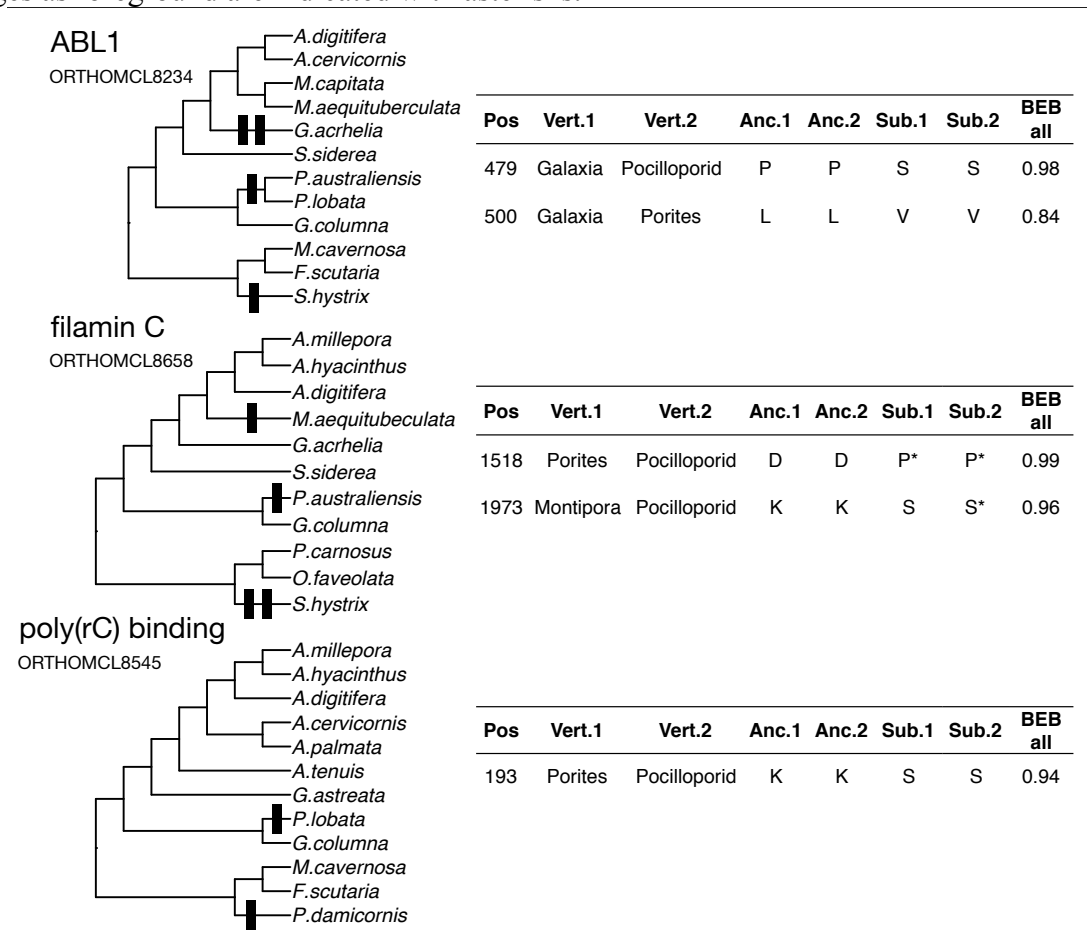 ABL1
ORTHOMCL8234
A.digitifera
A.cervicornis
M.capitata
M.aequituberculata
G.acrhelia
S.siderea
P.australiensis
P.lobata
G.columna
M.cavernosa
F.scutaria
S.hystrix
Pos Vert.1 Vert.2 Anc.1 Anc.2 Sub.1 Sub.2 BEB all
479 Galaxia Pocilloporid P P S S 0.98
500 Galaxia Porites L L V V 0.84
filamin C
ORTHOMCL8658
A.millepora
A.hyacinthus
A.digitifera
M.aequitubeculata
G.acrhelia
S.siderea
P.australiensis
G.columna
P.carnosus
O.faveolata
S.hystrix
Pos Vert.1 Vert.2 Anc.1 Anc.2 Sub.1 Sub.2 BEB all
1518 Porites Pocilloporid D D P* P* 0.99
1973 Montipora Pocilloporid K K S S* 0.96
poly(rC) binding
ORTHOMCL8545
A.millepora
A.hyacinthus
A.digitifera
A.cervicornis
A.palmata
A.tenuis
G.astreata
P.lobata
G.columna
M.cavernosa
F.scutaria
P.damicornis
Pos Vert.1 Vert.2 Anc.1 Anc.2 Sub.1 Sub.2 BEB all
193 Porites Pocilloporid K K S S 0.94